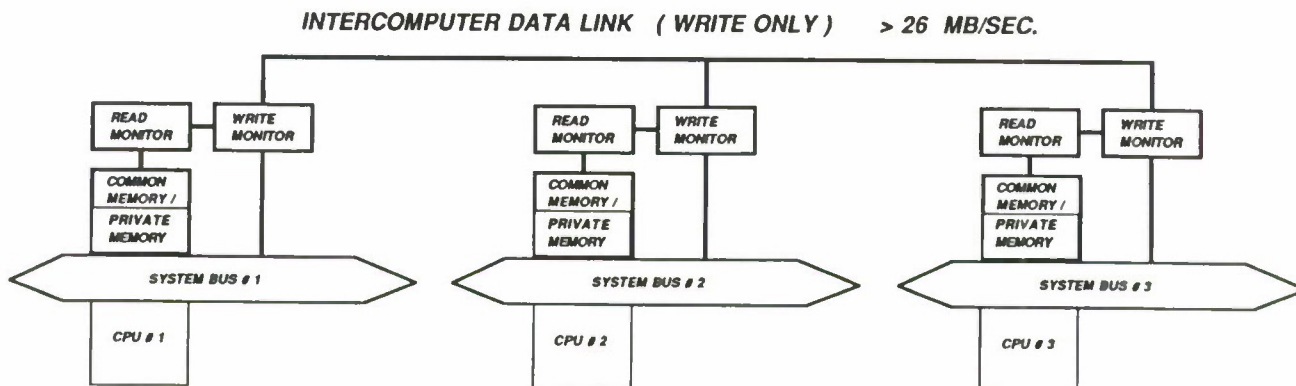 INTERCOMPUTER DATA LINK ( WRITE ONLY ) > 26 MB/SEC.
READ
MONITOR
WRITE
MONITOR
COMMON
MEMORY /
PRIVATE
MEMORY
SYSTEM BUS # 1
CPU # 1
READ
MONITOR
WRITE
MONITOR
COMMON
MEMORY /
PRIVATE
MEMORY
SYSTEM BUS # 2
CPU # 2
READ
MONITOR
WRITE
MONITOR
COMMON
MEMORY /
PRIVATE
MEMORY
SYSTEM BUS # 3
CPU # 3